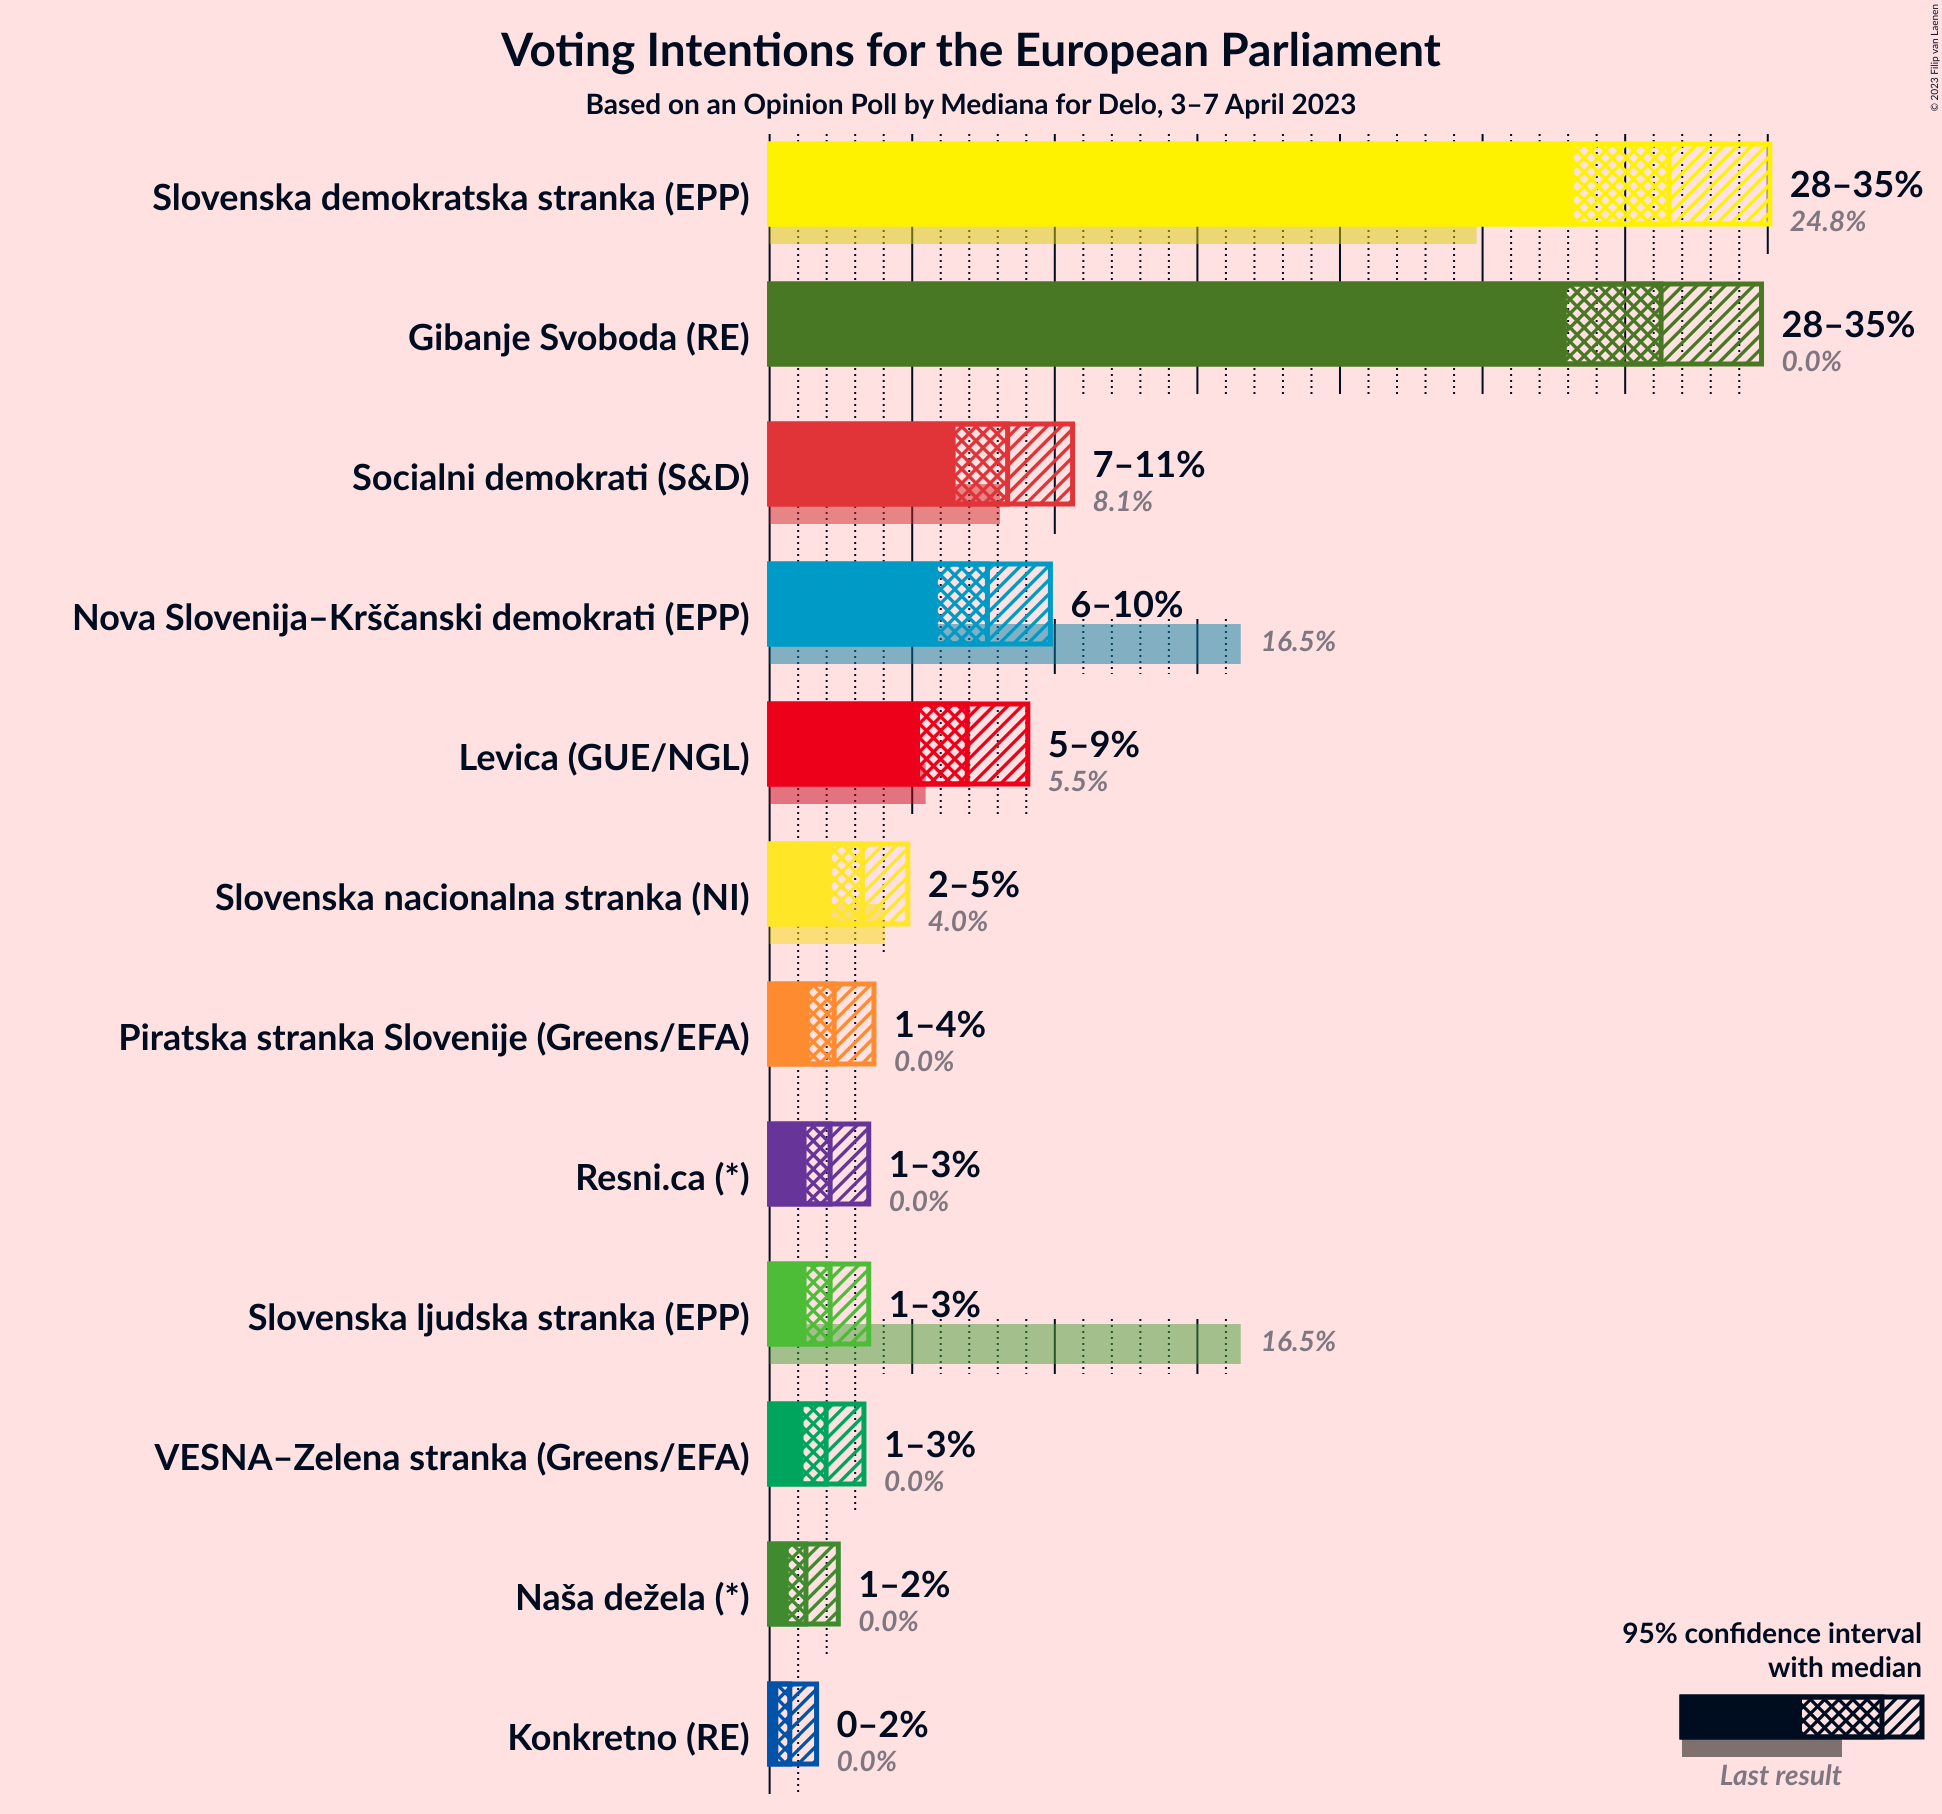 Voting Intentions for the European Parliament
Based on an Opinion Poll by Mediana for Delo, 3–7 April 2023
© 2023 Filip van Laenen
Slovenska demokratska stranka (EPP)
28–35%
24.8%
Gibanje Svoboda (RE)
28–35%
0.0%
Socialni demokrati (S&D)
7–11%
8.1%
Nova Slovenija–Krščanski demokrati (EPP)
6–10%
16.5%
Levica (GUE/NGL)
5–9%
5.5%
Slovenska nacionalna stranka (NI)
2–5%
4.0%
Piratska stranka Slovenije (Greens/EFA)
1–4%
0.0%
Resni.ca (*)
1–3%
0.0%
Slovenska ljudska stranka (EPP)
1–3%
16.5%
VESNA–Zelena stranka (Greens/EFA)
1–3%
0.0%
Naša dežela (*)
1–2%
0.0%
Konkretno (RE)
0–2%
0.0%
95% confidence interval
with median
Last result